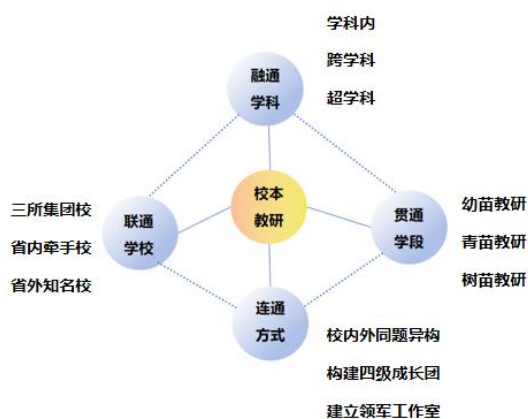 学科内
跨学科
超学科
融通
学科
校本
教研
三所集团校
省内牵手校
省外知名校
联通
学校
贯通
学段
幼苗教研
青苗教研
树苗教研
连通
方式
校内外同题异构
构建四级成长团
建立领军工作室